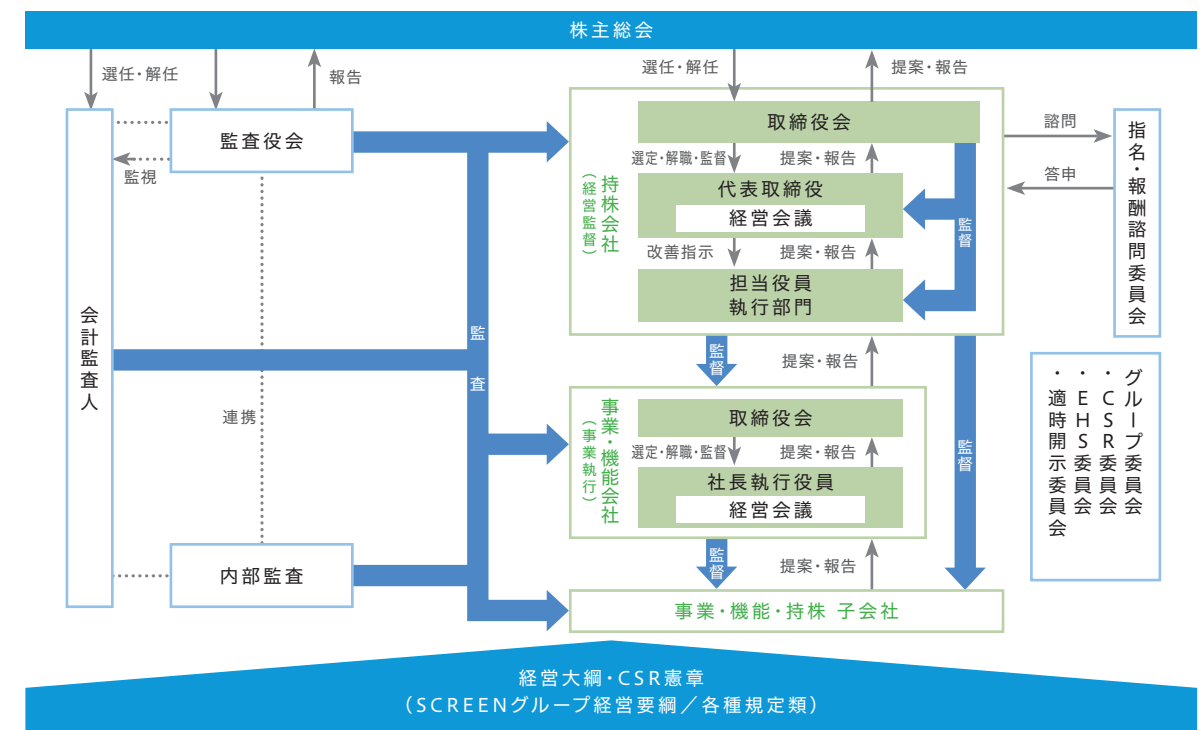 株主総会
選任・解任
報告
選任・解任
提案・報告
監査役会
監視
会計監査人
連携
内部監査
監査
持株会社
（経営監督）
取締役会
選定・解職・監督
提案・報告
代表取締役
経営会議
改善指示
提案・報告
担当役員
執行部門
監督
諮問
答申
指名・報酬諮問委員会
監督
提案・報告
事業・機能会社
（事業執行）
取締役会
選定・解職・監督
提案・報告
社長執行役員
経営会議
監督
監督
提案・報告
事業・機能・持株 子会社
グループ委員会
・CSR委員会
・EHS委員会
・適時開示委員会
経営大綱・CSR憲章
（SCREENグループ経営要綱／各種規定類）